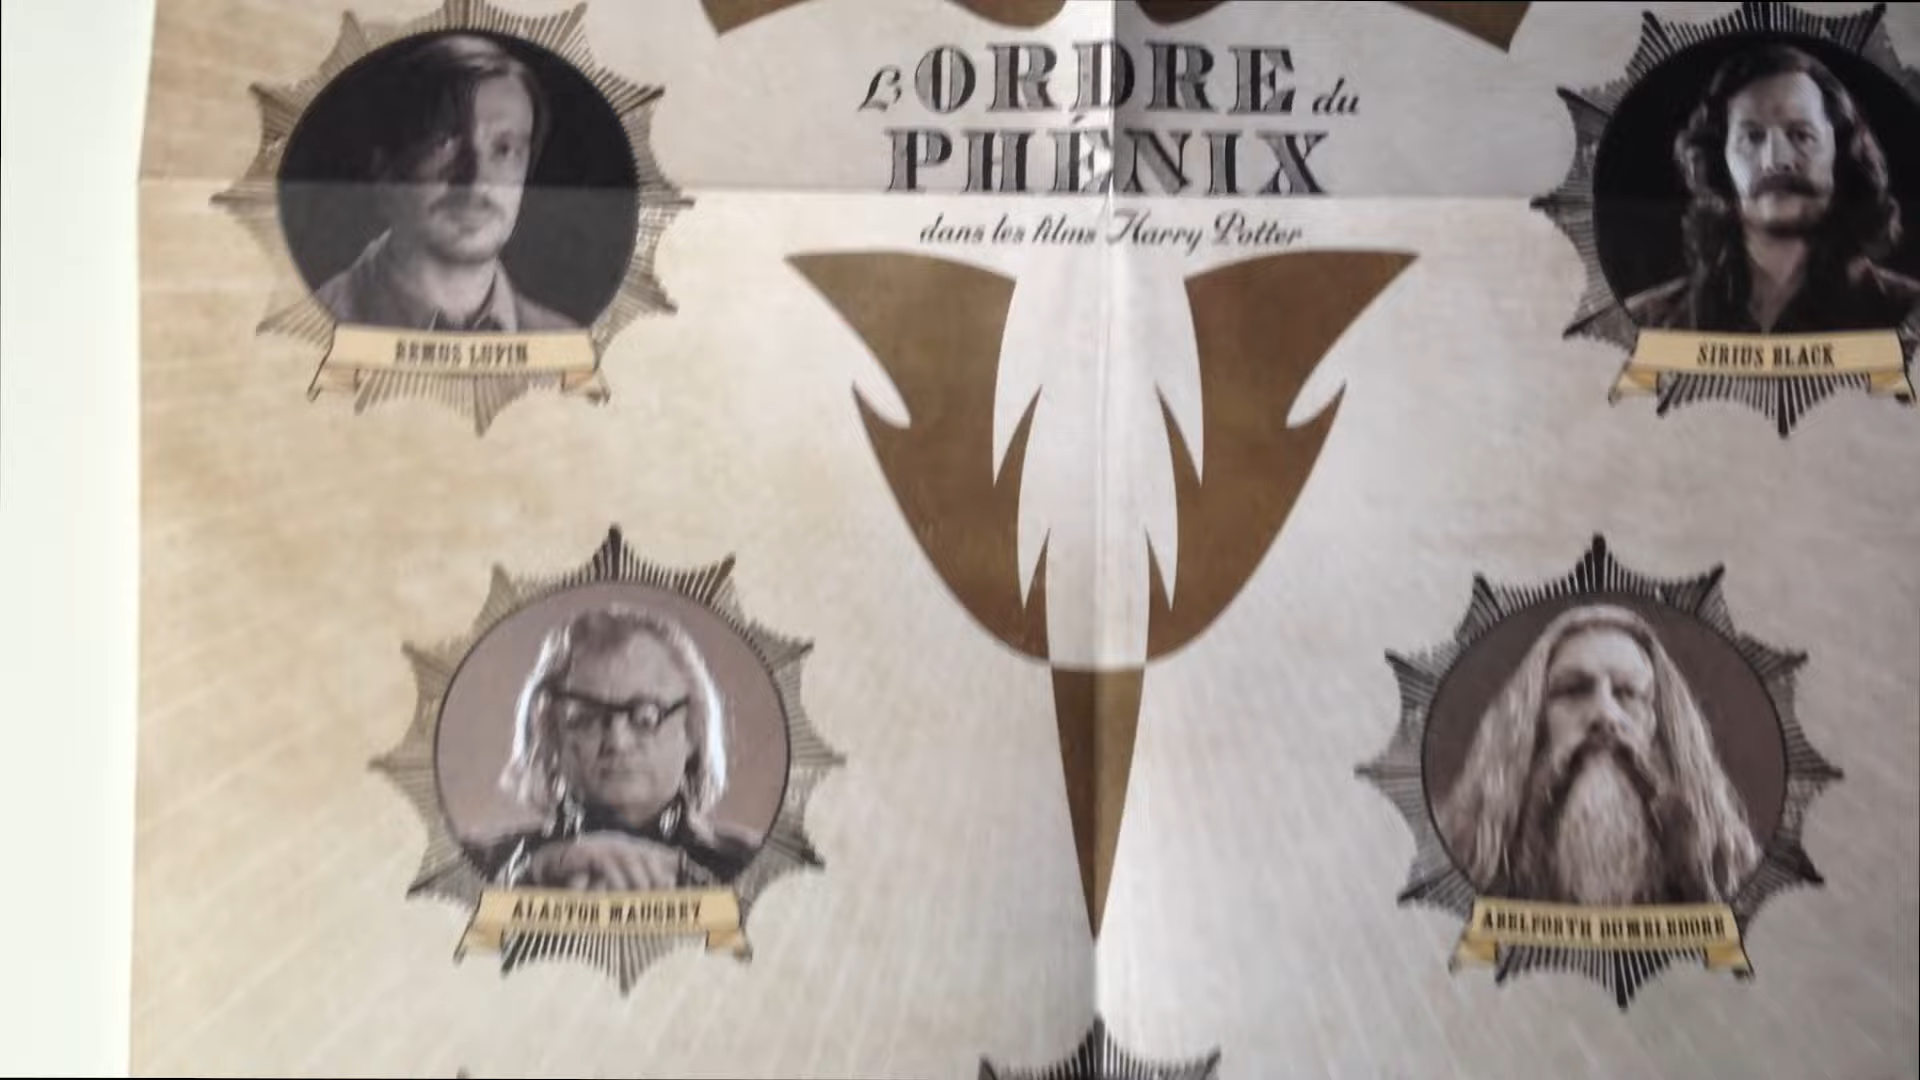 L'ORDRE du
PHÉNIX
dans les films Harry Potter
REMUS LUPIN
SIRIUS BLACK
ALASTOR MAUGREY
ABELFORTH DUMBLEDORE